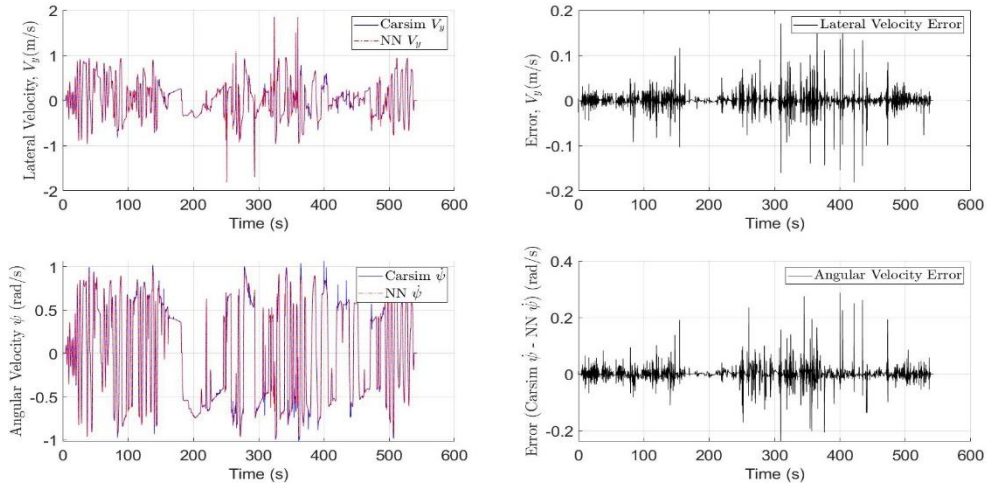 Lateral Velocity, V_y(m/s)
2
1
0
-1
2
Carsim V_y
NN V_y
0 100 200 300 400 500 600
Time (s)
Error, V_y(m/s)
0.2
0.1
0
-0.1
0.2
Lateral Velocity Error
0 100 200 300 400 500 600
Time (s)
Angular Velocity ψ̇ (rad/s)
1
0.5
0
-0.5
-1
Carsim ψ̇
NN ψ̇
0 100 200 300 400 500 600
Time (s)
Error (Carsim ψ̇ - NN ψ̇) (rad/s)
0.4
0.2
0
-0.2
Angular Velocity Error
0 100 200 300 400 500 600
Time (s)